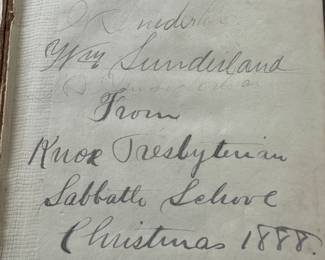 Wm Sunderland
From
Knox Presbyterian
Sabbath School
Christmas 1888.